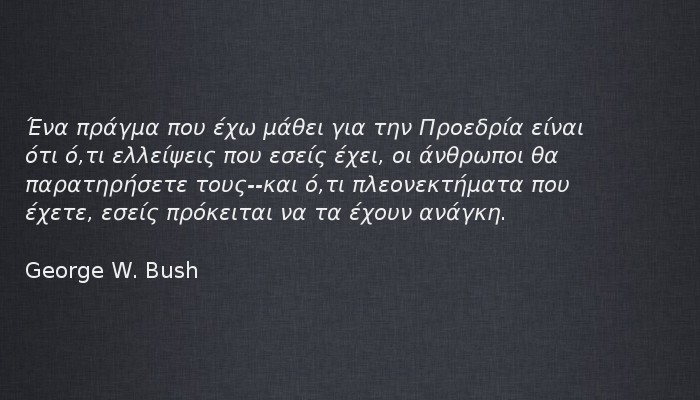 Ένα πράγμα που έχω μάθει για την Προεδρία είναι
ότι ό,τι ελλείψεις που εσείς έχει, οι άνθρωποι θα
παρατηρήσετε τους--και ό,τι πλεονεκτήματα που
έχετε, εσείς πρόκειται να τα έχουν ανάγκη.
George W. Bush